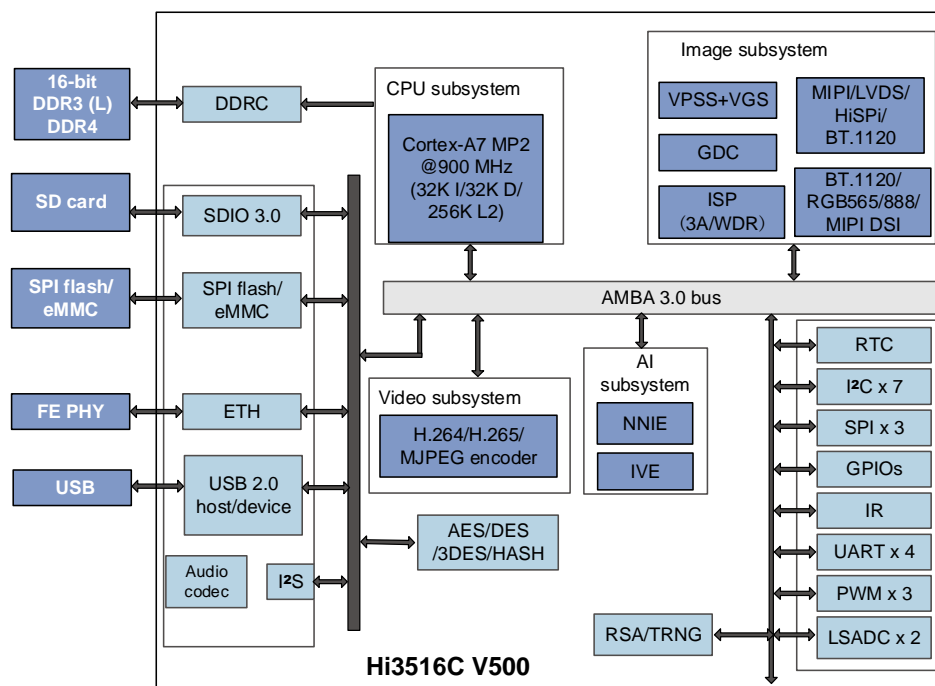 16-bit
DDR3 (L)
DDR4
DDRC
SD card
SDIO 3.0
SPI flash/
eMMC
SPI flash/
eMMC
FE PHY
ETH
USB
USB 2.0
host/device
Audio
codec
I²S
CPU subsystem
Cortex-A7 MP2
@900 MHz
(32K I/32K D/
256K L2)
Image subsystem
VPSS+VGS
GDC
ISP
(3A/WDR)
MIPI/LVDS/
HiSPi/
BT.1120
BT.1120/
RGB565/888/
MIPI DSI
AMBA 3.0 bus
Video subsystem
H.264/H.265/
MJPEG encoder
AI
subsystem
NNIE
IVE
AES/DES
/3DES/HASH
RSA/TRNG
RTC
I²C x 7
SPI x 3
GPIOs
IR
UART x 4
PWM x 3
LSADC x 2
Hi3516C V500